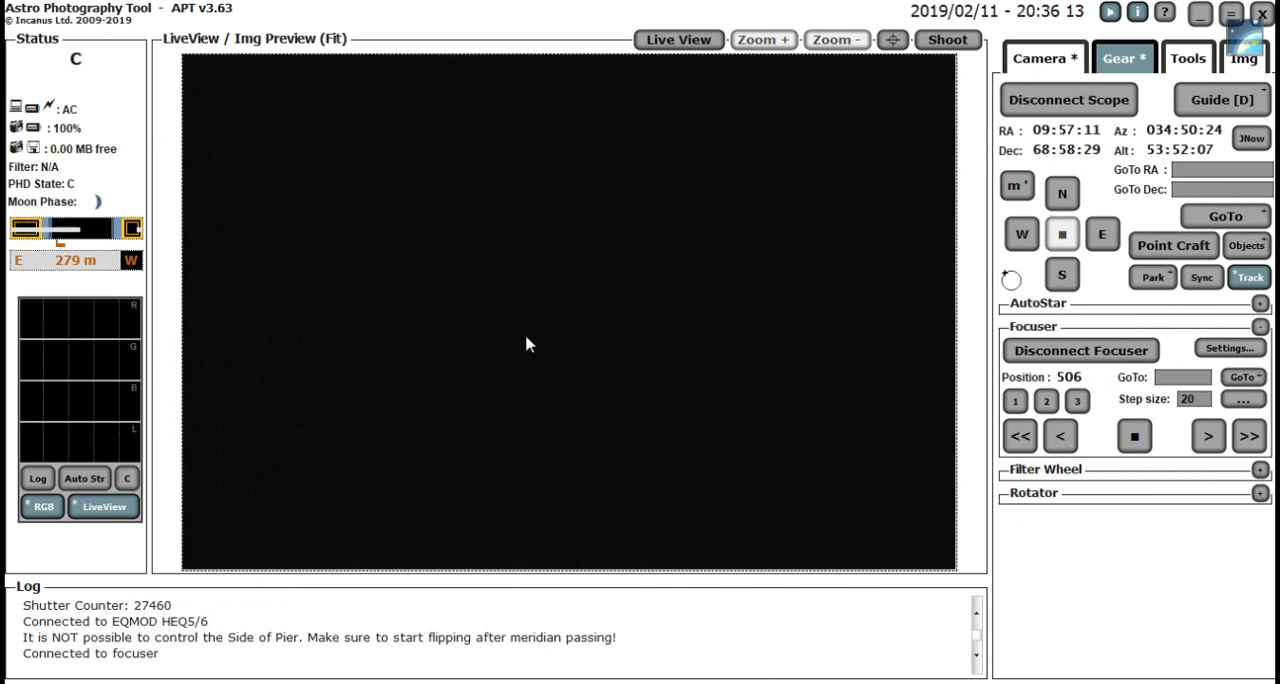 Astro Photography Tool - APT v3.63
© Incanus Ltd. 2009-2019
2019/02/11 - 20:36 13
i
?
_
=
X
Status
C
: AC
: 100%
: 0.00 MB free
Filter: N/A
PHD State: C
Moon Phase:
E 279 m W
R
G
B
L
Log Auto Str C
RGB LiveView
LiveView / Img Preview (Fit)
Live View Zoom + Zoom - Shoot
Camera * Gear * Tools Img
Disconnect Scope Guide [D]
RA : 09:57:11 Az : 034:50:24 JNow
Dec: 68:58:29 Alt : 53:52:07
GoTo RA :
GoTo Dec:
m '
N
W E
S
GoTo
Point Craft Objects
Park Sync Track
AutoStar +
Focuser -
Disconnect Focuser Settings...
Position : 506 GoTo: GoTo
1 2 3 Step size: 20 ...
<< < > >>
Filter Wheel +
Rotator +
Log
Shutter Counter: 27460
Connected to EQMOD HEQ5/6
It is NOT possible to control the Side of Pier. Make sure to start flipping after meridian passing!
Connected to focuser